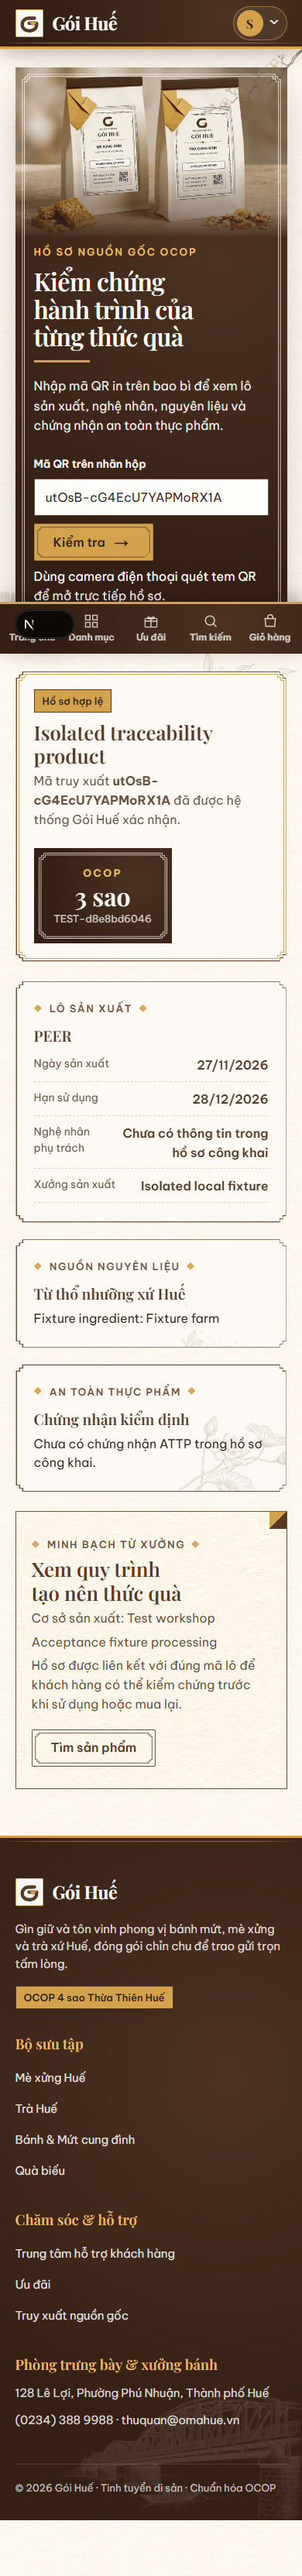 Gói Huế
S
GÓI HUẾ
GÓI HUẾ
HỒ SƠ NGUỒN GỐC OCOP
Kiểm chứng
hành trình của
từng thức quà
Nhập mã QR in trên bao bì để xem lô
sản xuất, nghệ nhân, nguyên liệu và
chứng nhận an toàn thực phẩm.
Mã QR trên nhãn hộp
utOsB-cG4EcU7YAPMoRX1A
Kiểm tra →
Dùng camera điện thoại quét tem QR
để mở trực tiếp hồ sơ.
N
Danh mục
Ưu đãi
Tìm kiếm
Giỏ hàng
Hồ sơ hợp lệ
Isolated traceability
product
Mã truy xuất utOsB-
cG4EcU7YAPMoRX1A đã được hệ
thống Gói Huế xác nhận.
OCOP
3 sao
TEST-d8e8bd6046
LÔ SẢN XUẤT
PEER
Ngày sản xuất 27/11/2026
Hạn sử dụng 28/12/2026
Nghệ nhân Chưa có thông tin trong
phụ trách hồ sơ công khai
Xưởng sản xuất Isolated local fixture
NGUỒN NGUYÊN LIỆU
Từ thổ nhưỡng xứ Huế
Fixture ingredient: Fixture farm
AN TOÀN THỰC PHẨM
Chứng nhận kiểm định
Chưa có chứng nhận ATTP trong hồ sơ
công khai.
MINH BẠCH TỪ XƯỞNG
Xem quy trình
tạo nên thức quà
Cơ sở sản xuất: Test workshop
Acceptance fixture processing
Hồ sơ được liên kết với đúng mã lô để
khách hàng có thể kiểm chứng trước
khi sử dụng hoặc mua lại.
Tìm sản phẩm
Gói Huế
Gìn giữ và tôn vinh phong vị bánh mứt, mè xửng
và trà xứ Huế, đóng gói chỉn chu để trao gửi trọn
tấm lòng.
OCOP 4 sao Thừa Thiên Huế
Bộ sưu tập
Mè xửng Huế
Trà Huế
Bánh & Mứt cung đình
Quà biếu
Chăm sóc & hỗ trợ
Trung tâm hỗ trợ khách hàng
Ưu đãi
Truy xuất nguồn gốc
Phòng trưng bày & xưởng bánh
128 Lê Lợi, Phường Phú Nhuận, Thành phố Huế
(0234) 388 9988 · thuquan@omahue.vn
© 2026 Gói Huế · Tinh tuyển di sản · Chuẩn hóa OCOP